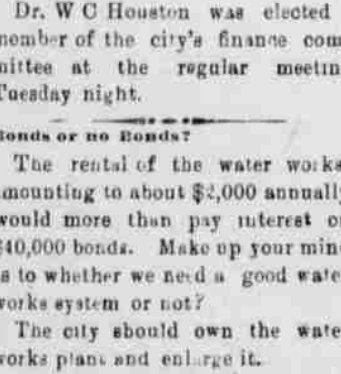 Dr. W C Houston was elected
member of the city's finance com
mittee at the regular meetin
Tuesday night.
Bonds or no Bonds?
The rental of the water works
amounting to about $2,000 annually
would more than pay interest o
$40,000 bonds. Make up your min
as to whether we need a good wate
works system or not?
The city should own the wate
works plant and enlarge it.